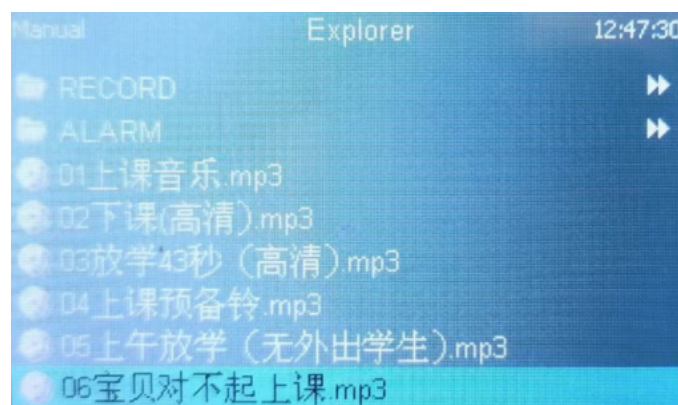 Manual Explorer 12:47:30
RECORD
ALARM
01上课音乐.mp3
02下课(高清).mp3
03放学43秒（高清）.mp3
04上课预备铃.mp3
05上午放学（无外出学生）.mp3
06宝贝对不起上课.mp3